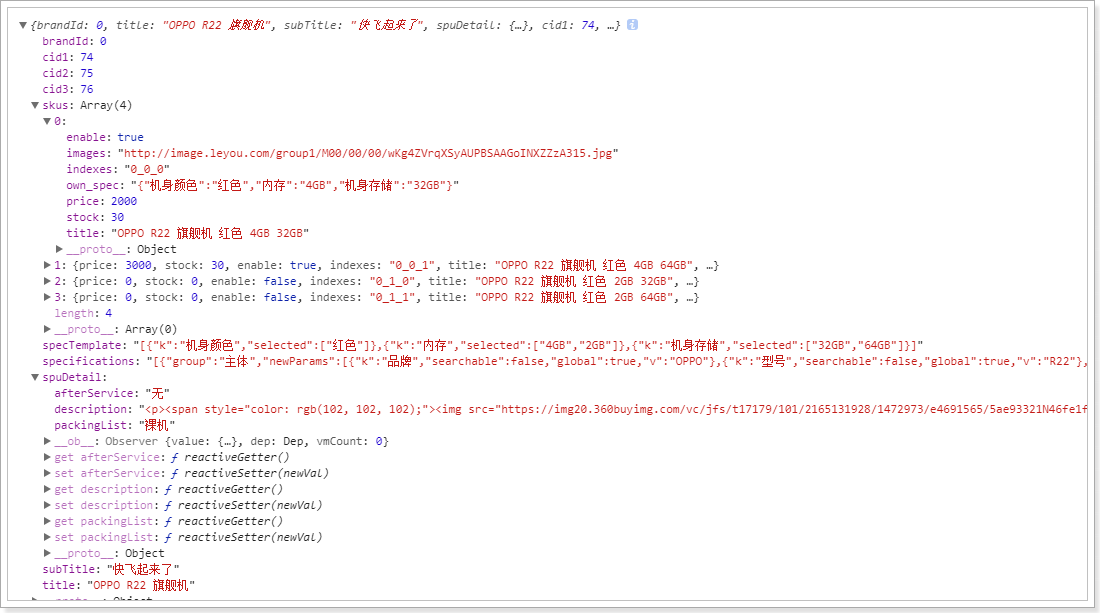 ▼{brandId: 0, title: "OPPO R22 旗舰机", subTitle: "快飞起来了", spuDetail: {…}, cid1: 74, …} i
brandId: 0
cid1: 74
cid2: 75
cid3: 76
▼skus: Array(4)
▼0:
enable: true
images: "http://image.leyou.com/group1/M00/00/00/wKg4ZVrqXSyAUPBSAAGoINXZZzA315.jpg"
indexes: "0_0_0"
own_spec: "{"机身颜色":"红色","内存":"4GB","机身存储":"32GB"}"
price: 2000
stock: 30
title: "OPPO R22 旗舰机 红色 4GB 32GB"
▶__proto__: Object
▶1: {price: 3000, stock: 30, enable: true, indexes: "0_0_1", title: "OPPO R22 旗舰机 红色 4GB 64GB", …}
▶2: {price: 0, stock: 0, enable: false, indexes: "0_1_0", title: "OPPO R22 旗舰机 红色 2GB 32GB", …}
▶3: {price: 0, stock: 0, enable: false, indexes: "0_1_1", title: "OPPO R22 旗舰机 红色 2GB 64GB", …}
length: 4
▶__proto__: Array(0)
specTemplate: "[{"k":"机身颜色","selected":["红色"]},{"k":"内存","selected":["4GB","2GB"]},{"k":"机身存储","selected":["32GB","64GB"]}]"
specifications: "[{"group":"主体","newParams":[{"k":"品牌","searchable":false,"global":true,"v":"OPPO"},{"k":"型号","searchable":false,"global":true,"v":"R22"},
▼spuDetail:
afterService: "无"
description: "<p><span style="color: rgb(102, 102, 102);"><img src="https://img20.360buyimg.com/vc/jfs/t17179/101/2165131928/1472973/e4691565/5ae93321N46fe1f
packingList: "裸机"
▶__ob__: Observer {value: {…}, dep: Dep, vmCount: 0}
▶get afterService: ƒ reactiveGetter()
▶set afterService: ƒ reactiveSetter(newVal)
▶get description: ƒ reactiveGetter()
▶set description: ƒ reactiveSetter(newVal)
▶get packingList: ƒ reactiveGetter()
▶set packingList: ƒ reactiveSetter(newVal)
▶__proto__: Object
subTitle: "快飞起来了"
title: "OPPO R22 旗舰机"
▶__proto__: Object